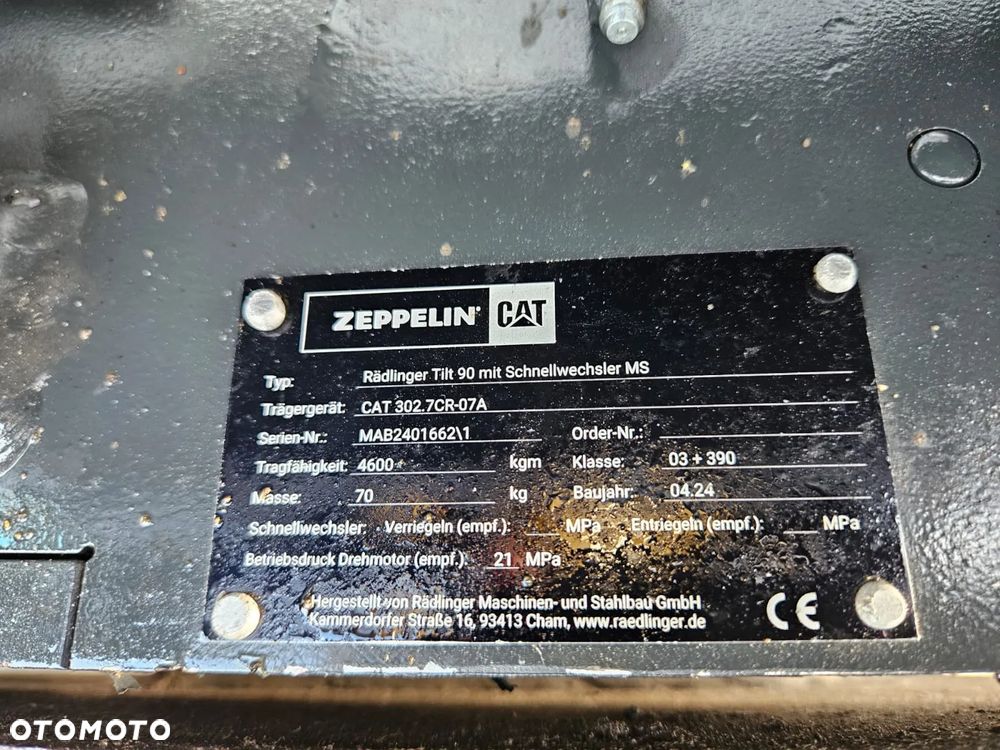 ZEPPELIN CAT
Typ: Rädlinger Tilt 90 mit Schnellwechsler MS
Trägergerät: CAT 302.7CR-07A
Serien-Nr.: MAB2401662\1 Order-Nr.:
Tragfähigkeit: 4600 kgm Klasse: 03 + 390
Masse: 70 kg Baujahr: 04.24
Schnellwechsler: Verriegeln (empf.): MPa Entriegeln (empf.): MPa
Betriebsdruck Drehmotor (empf.): 21 MPa
Hergestellt von Rädlinger Maschinen- und Stahlbau GmbH
Kammerdorfer Straße 16, 93413 Cham, www.raedlinger.de
CE
OTOMOTO